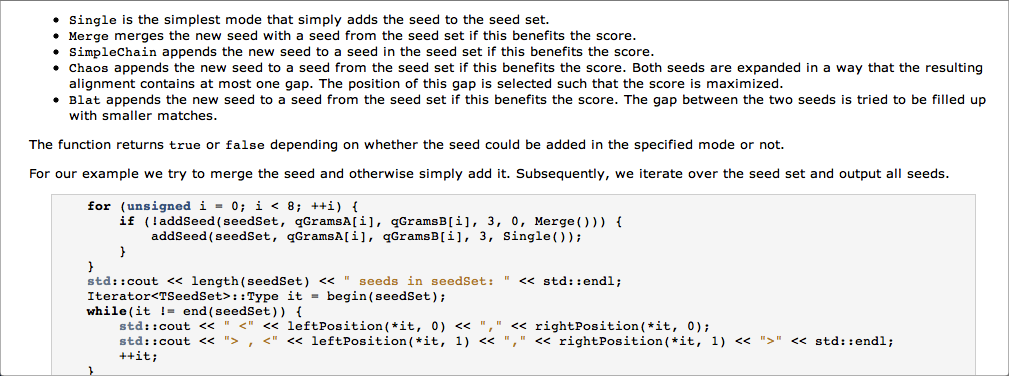 • Single is the simplest mode that simply adds the seed to the seed set.
• Merge merges the new seed with a seed from the seed set if this benefits the score.
• SimpleChain appends the new seed to a seed in the seed set if this benefits the score.
• Chaos appends the new seed to a seed from the seed set if this benefits the score. Both seeds are expanded in a way that the resulting
alignment contains at most one gap. The position of this gap is selected such that the score is maximized.
• Blat appends the new seed to a seed from the seed set if this benefits the score. The gap between the two seeds is tried to be filled up
with smaller matches.
The function returns true or false depending on whether the seed could be added in the specified mode or not.
For our example we try to merge the seed and otherwise simply add it. Subsequently, we iterate over the seed set and output all seeds.
for (unsigned i = 0; i < 8; ++i) {
    if (!addSeed(seedSet, qGramsA[i], qGramsB[i], 3, 0, Merge())) {
        addSeed(seedSet, qGramsA[i], qGramsB[i], 3, Single());
    }
}
std::cout << length(seedSet) << " seeds in seedSet: " << std::endl;
Iterator<TSeedSet>::Type it = begin(seedSet);
while(it != end(seedSet)) {
    std::cout << " <" << leftPosition(*it, 0) << "," << rightPosition(*it, 0);
    std::cout << "> , <" << leftPosition(*it, 1) << "," << rightPosition(*it, 1) << ">" << std::endl;
    ++it;
}